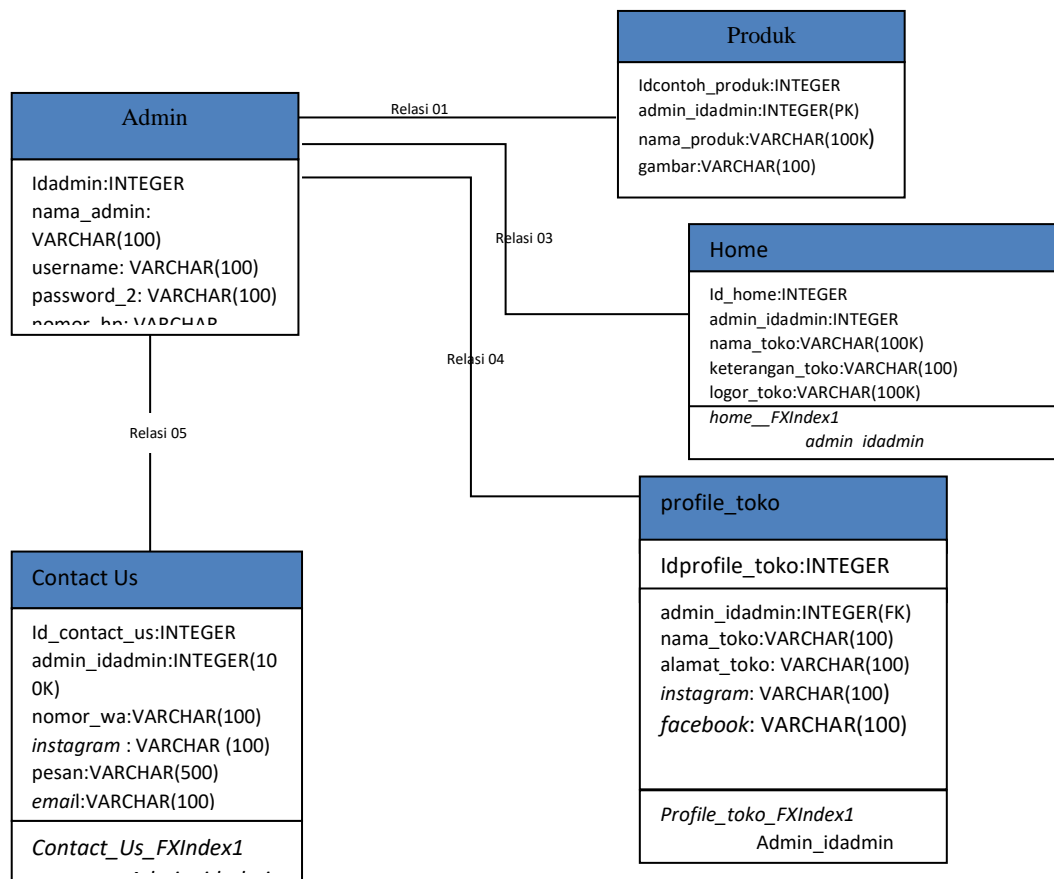 Produk
Idcontoh_produk:INTEGER
admin_idadmin:INTEGER(PK)
nama_produk:VARCHAR(100K)
gambar:VARCHAR(100)
Admin
Idadmin:INTEGER
nama_admin:
VARCHAR(100)
username: VARCHAR(100)
password_2: VARCHAR(100)
nomor_hp: VARCHAR
Relasi 01
Relasi 03
Home
Id_home:INTEGER
admin_idadmin:INTEGER
nama_toko:VARCHAR(100K)
keterangan_toko:VARCHAR(100)
logor_toko:VARCHAR(100K)
home__FXIndex1
admin_idadmin
Relasi 04
Relasi 05
profile_toko
Idprofile_toko:INTEGER
admin_idadmin:INTEGER(FK)
nama_toko:VARCHAR(100)
alamat_toko: VARCHAR(100)
instagram: VARCHAR(100)
facebook: VARCHAR(100)
Profile_toko_FXIndex1
Admin_idadmin
Contact Us
Id_contact_us:INTEGER
admin_idadmin:INTEGER(10
0K)
nomor_wa:VARCHAR(100)
instagram : VARCHAR (100)
pesan:VARCHAR(500)
email:VARCHAR(100)
Contact_Us_FXIndex1